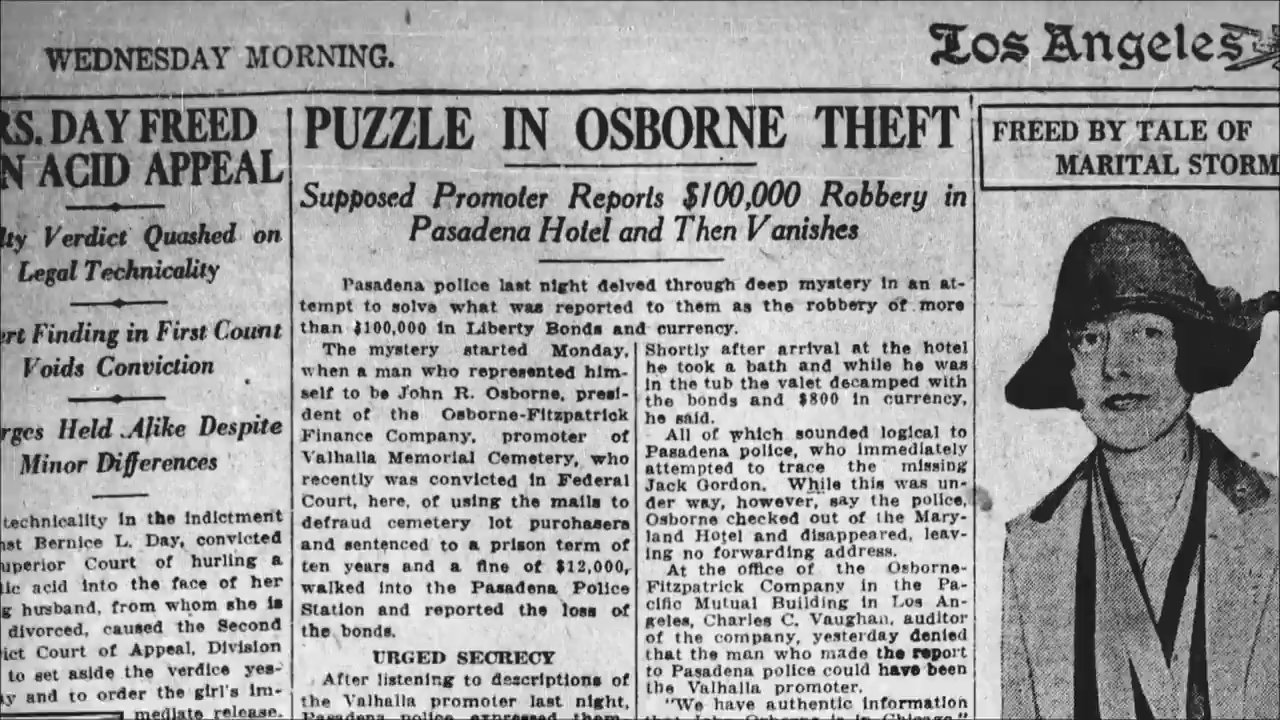 WEDNESDAY MORNING.
Los Angeles
RS. DAY FREED
N ACID APPEAL
lty Verdict Quashed on
Legal Technicality
rt Finding in First Count
Voids Conviction
rges Held Alike Despite
Minor Differences
technicality in the indictment
nst Bernice L. Day, convicted
uperior Court of hurling a
lic acid into the face of her
g husband, from whom she is
divorced, caused the Second
rict Court of Appeal, Division
to set aside the verdice yes-
y and to order the girl's im-
mediate release.
PUZZLE IN OSBORNE THEFT
Supposed Promoter Reports $100,000 Robbery in
Pasadena Hotel and Then Vanishes
Pasadena police last night delved through deep mystery in an at-
tempt to solve what was reported to them as the robbery of more
than $100,000 in Liberty Bonds and currency.
The mystery started Monday,
when a man who represented him-
self to be John R. Osborne, presi-
dent of the Osborne-Fitzpatrick
Finance Company, promoter of
Valhalla Memorial Cemetery, who
recently was convicted in Federal
Court, here, of using the mails to
defraud cemetery lot purchasers
and sentenced to a prison term of
ten years and a fine of $12,000,
walked into the Pasadena Police
Station and reported the loss of
the bonds.
URGED SECRECY
After listening to descriptions of
the Valhalla promoter last night,
Pasadena police expressed them-
Shortly after arrival at the hotel
he took a bath and while he was
in the tub the valet decamped with
the bonds and $800 in currency,
he said.
All of which sounded logical to
Pasadena police, who immediately
attempted to trace the missing
Jack Gordon. While this was un-
der way, however, say the police,
Osborne checked out of the Mary-
land Hotel and disappeared, leav-
ing no forwarding address.
At the office of the Osborne-
Fitzpatrick Company in the Pa-
cific Mutual Building in Los An-
geles, Charles C. Vaughan, auditor
of the company, yesterday denied
that the man who made the report
to Pasadena police could have been
the Valhalla promoter.
"We have authentic information
that John Osborne is in Chicago."
FREED BY TALE OF
MARITAL STORM